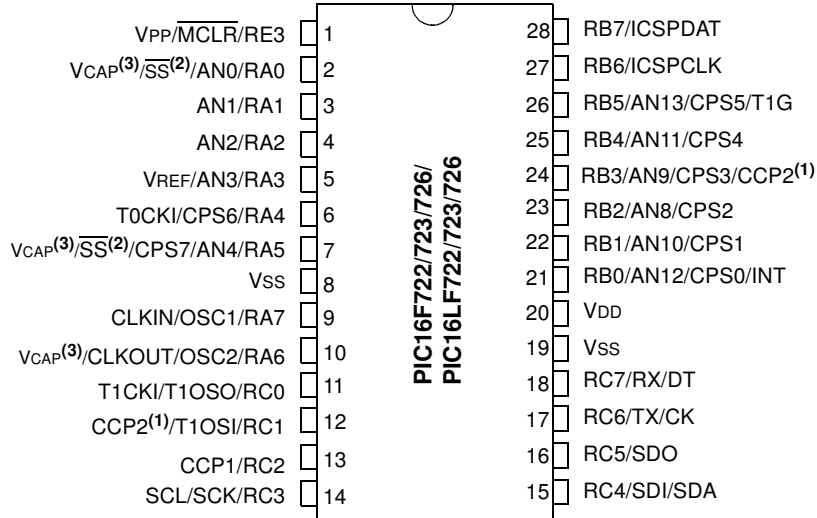 VPP/MCLR/RE3 1 28 RB7/ICSPDAT
VCAP(3)/SS(2)/AN0/RA0 2 27 RB6/ICSPCLK
AN1/RA1 3 26 RB5/AN13/CPS5/T1G
AN2/RA2 4 25 RB4/AN11/CPS4
VREF/AN3/RA3 5 24 RB3/AN9/CPS3/CCP2(1)
T0CKI/CPS6/RA4 6 23 RB2/AN8/CPS2
VCAP(3)/SS(2)/CPS7/AN4/RA5 7 22 RB1/AN10/CPS1
VSS 8 21 RB0/AN12/CPS0/INT
CLKIN/OSC1/RA7 9 20 VDD
VCAP(3)/CLKOUT/OSC2/RA6 10 19 VSS
T1CKI/T1OSO/RC0 11 18 RC7/RX/DT
CCP2(1)/T1OSI/RC1 12 17 RC6/TX/CK
CCP1/RC2 13 16 RC5/SDO
SCL/SCK/RC3 14 15 RC4/SDI/SDA
PIC16F722/723/726/
PIC16LF722/723/726